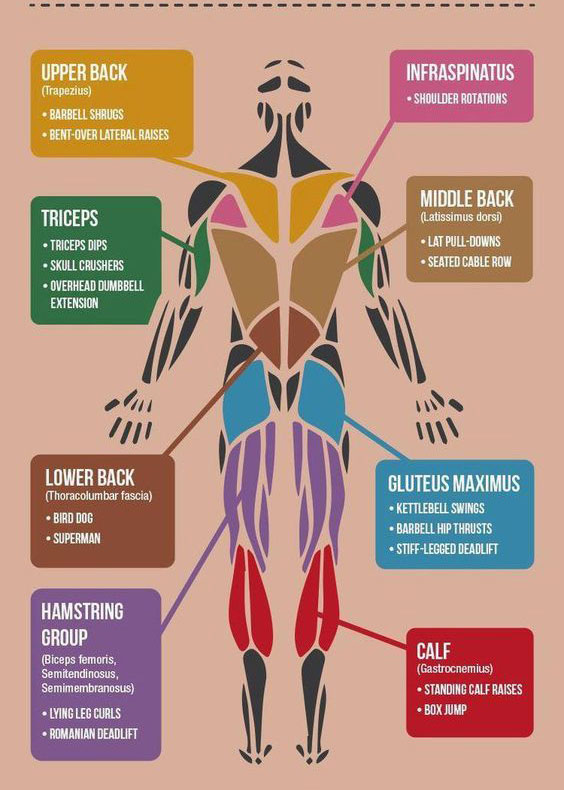 UPPER BACK
(Trapezius)
• BARBELL SHRUGS
• BENT-OVER LATERAL RAISES
INFRASPINATUS
• SHOULDER ROTATIONS
TRICEPS
• TRICEPS DIPS
• SKULL CRUSHERS
• OVERHEAD DUMBBELL
EXTENSION
MIDDLE BACK
(Latissimus dorsi)
• LAT PULL-DOWNS
• SEATED CABLE ROW
LOWER BACK
(Thoracolumbar fascia)
• BIRD DOG
• SUPERMAN
GLUTEUS MAXIMUS
• KETTLEBELL SWINGS
• BARBELL HIP THRUSTS
• STIFF-LEGGED DEADLIFT
HAMSTRING
GROUP
(Biceps femoris,
Semitendinosus,
Semimembranosus)
• LYING LEG CURLS
• ROMANIAN DEADLIFT
CALF
(Gastrocnemius)
• STANDING CALF RAISES
• BOX JUMP